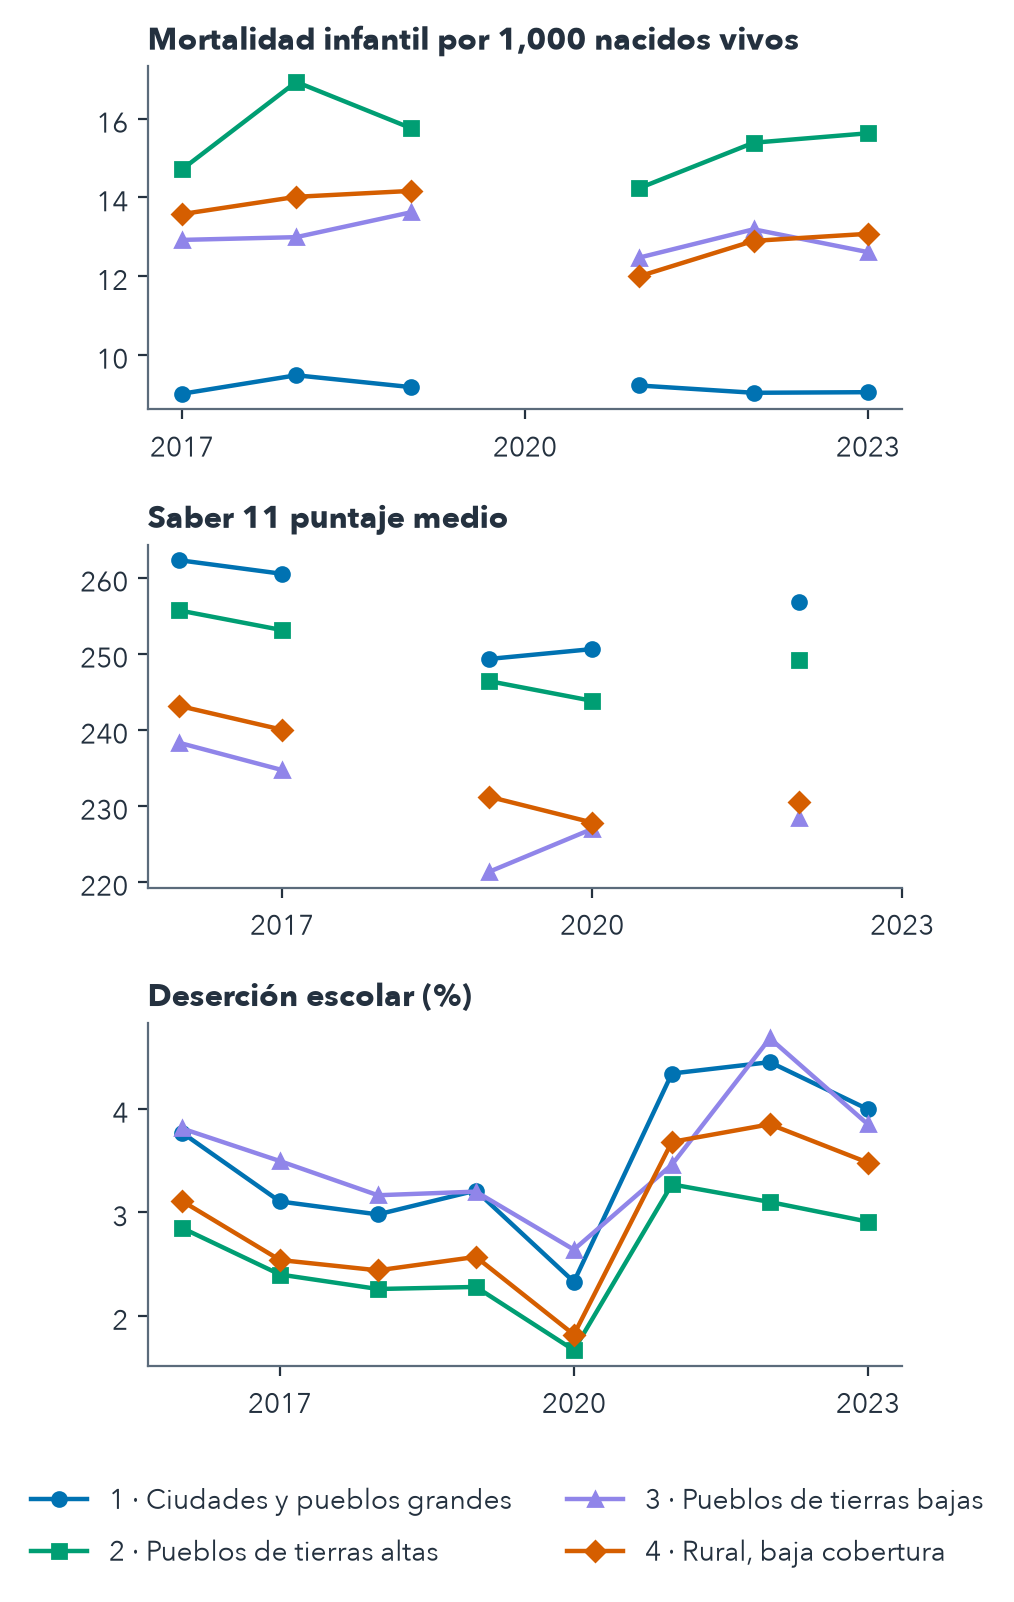 Mortalidad infantil por 1,000 nacidos vivos
16
14
12
10
2017 2020 2023
Saber 11 puntaje medio
260
250
240
230
220
2017 2020 2023
Deserción escolar (%)
4
3
2
2017 2020 2023
1 · Ciudades y pueblos grandes 3 · Pueblos de tierras bajas
2 · Pueblos de tierras altas 4 · Rural, baja cobertura